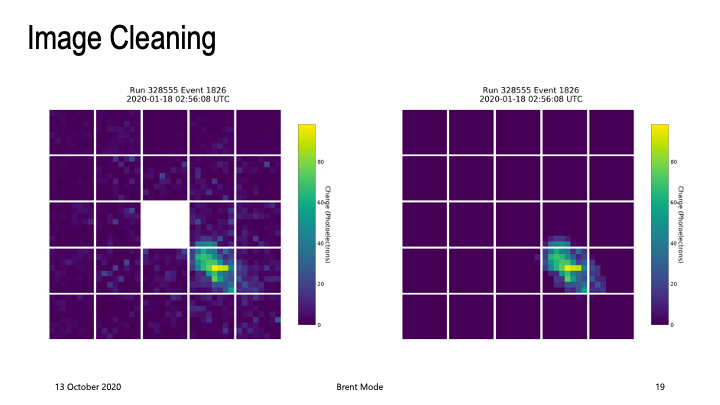 Image Cleaning
Run 328555 Event 1826
2020-01-18 02:56:08 UTC
80
60
40
20
0
Charge (Photoelectrons)
Run 328555 Event 1826
2020-01-18 02:56:08 UTC
80
60
40
20
0
Charge (Photoelectrons)
13 October 2020
Brent Mode
19